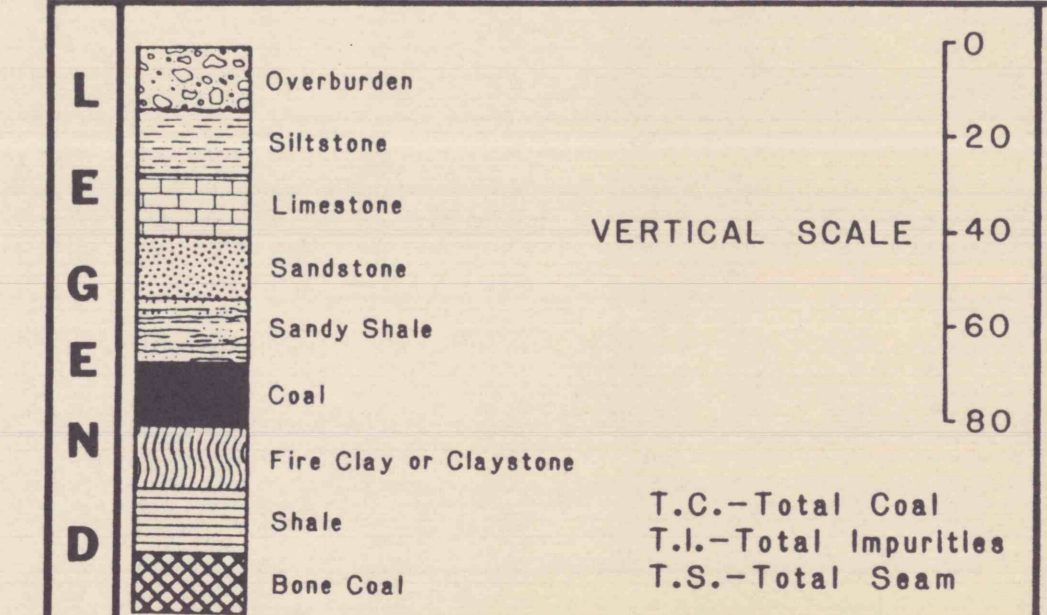 LEGEND
Overburden
Siltstone
Limestone
Sandstone
Sandy Shale
Coal
Fire Clay or Claystone
Shale
Bone Coal
VERTICAL SCALE
0
20
40
60
80
T.C.-Total Coal
T.I.-Total Impurities
T.S.-Total Seam